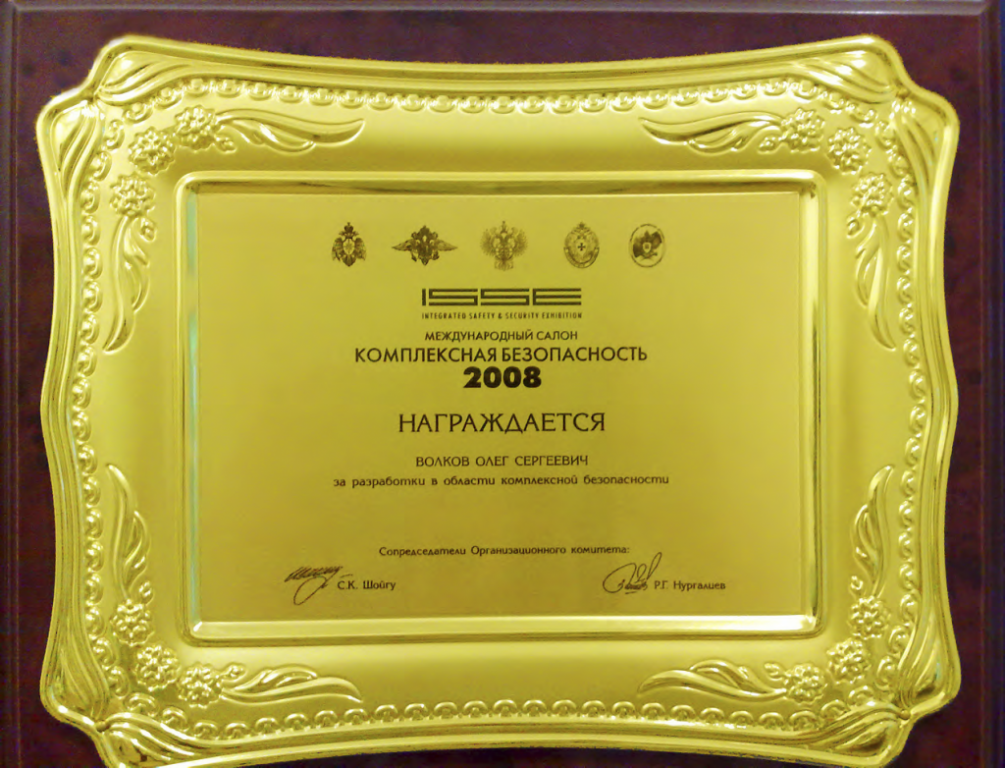 ISSE
INTEGRATED SAFETY & SECURITY EXHIBITION
МЕЖДУНАРОДНЫЙ САЛОН
КОМПЛЕКСНАЯ БЕЗОПАСНОСТЬ
2008
НАГРАЖДАЕТСЯ
ВОЛКОВ ОЛЕГ СЕРГЕЕВИЧ
за разработки в области комплексной безопасности
Сопредседатели Организационного комитета:
С.К. Шойгу Р.Г. Нургалиев